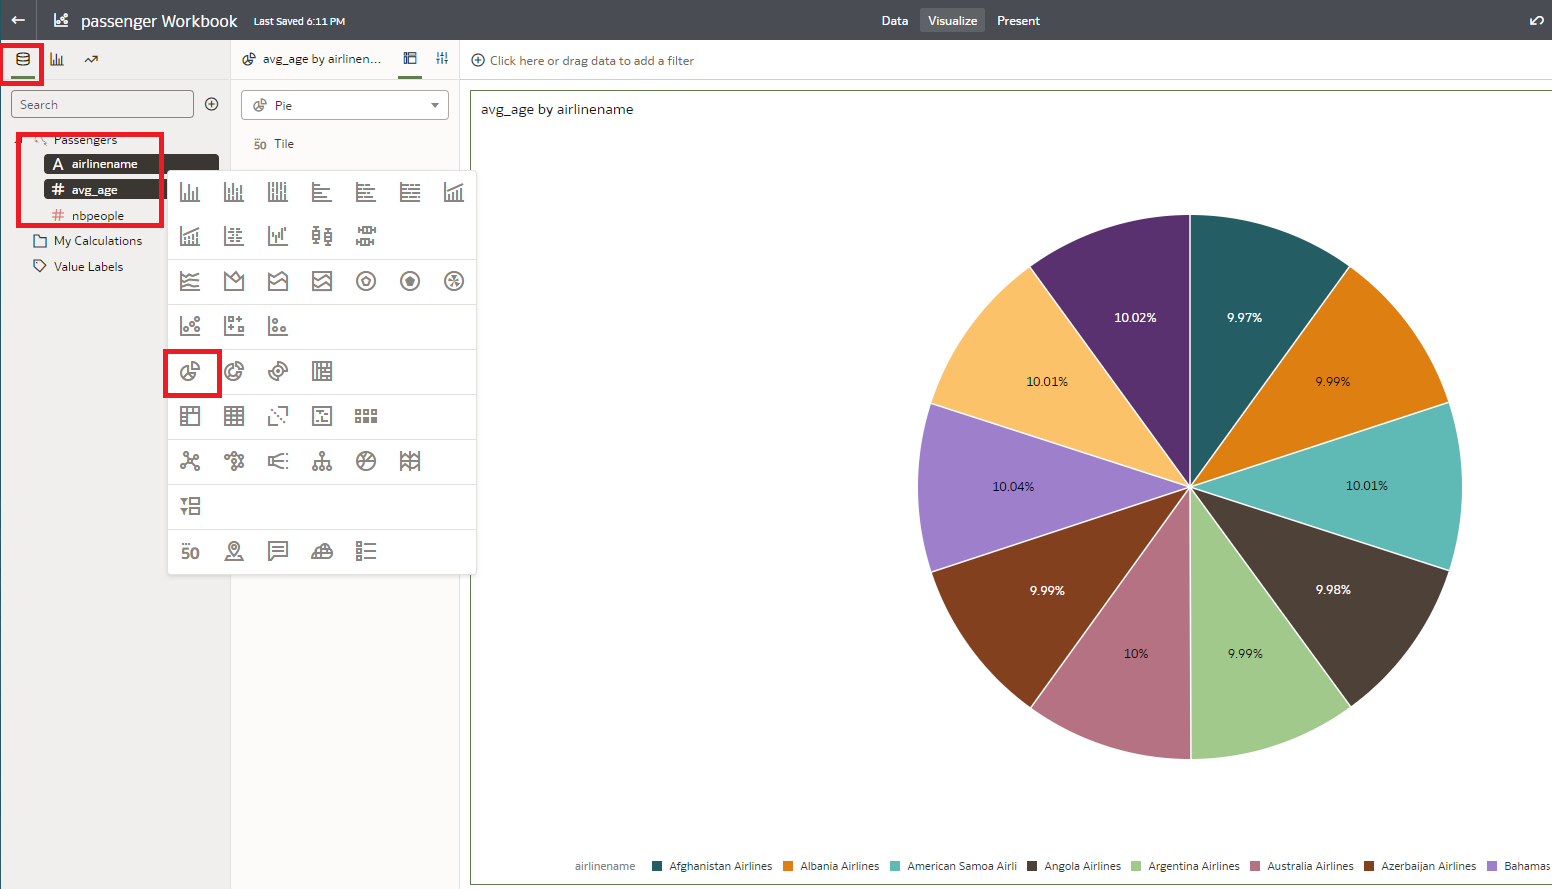 passenger Workbook Last Saved 6:11 PM Data Visualize Present
avg_age by airlinen...
Click here or drag data to add a filter
Search
Pie
Tile
Passengers
A airlinename
# avg_age
# nbpeople
My Calculations
Value Labels
50
50
avg_age by airlinename
10.02%
9.97%
10.01%
9.99%
10.04%
10.01%
9.99%
9.98%
10%
9.99%
airlinename Afghanistan Airlines Albania Airlines American Samoa Airli Angola Airlines Argentina Airlines Australia Airlines Azerbaijan Airlines Bahamas